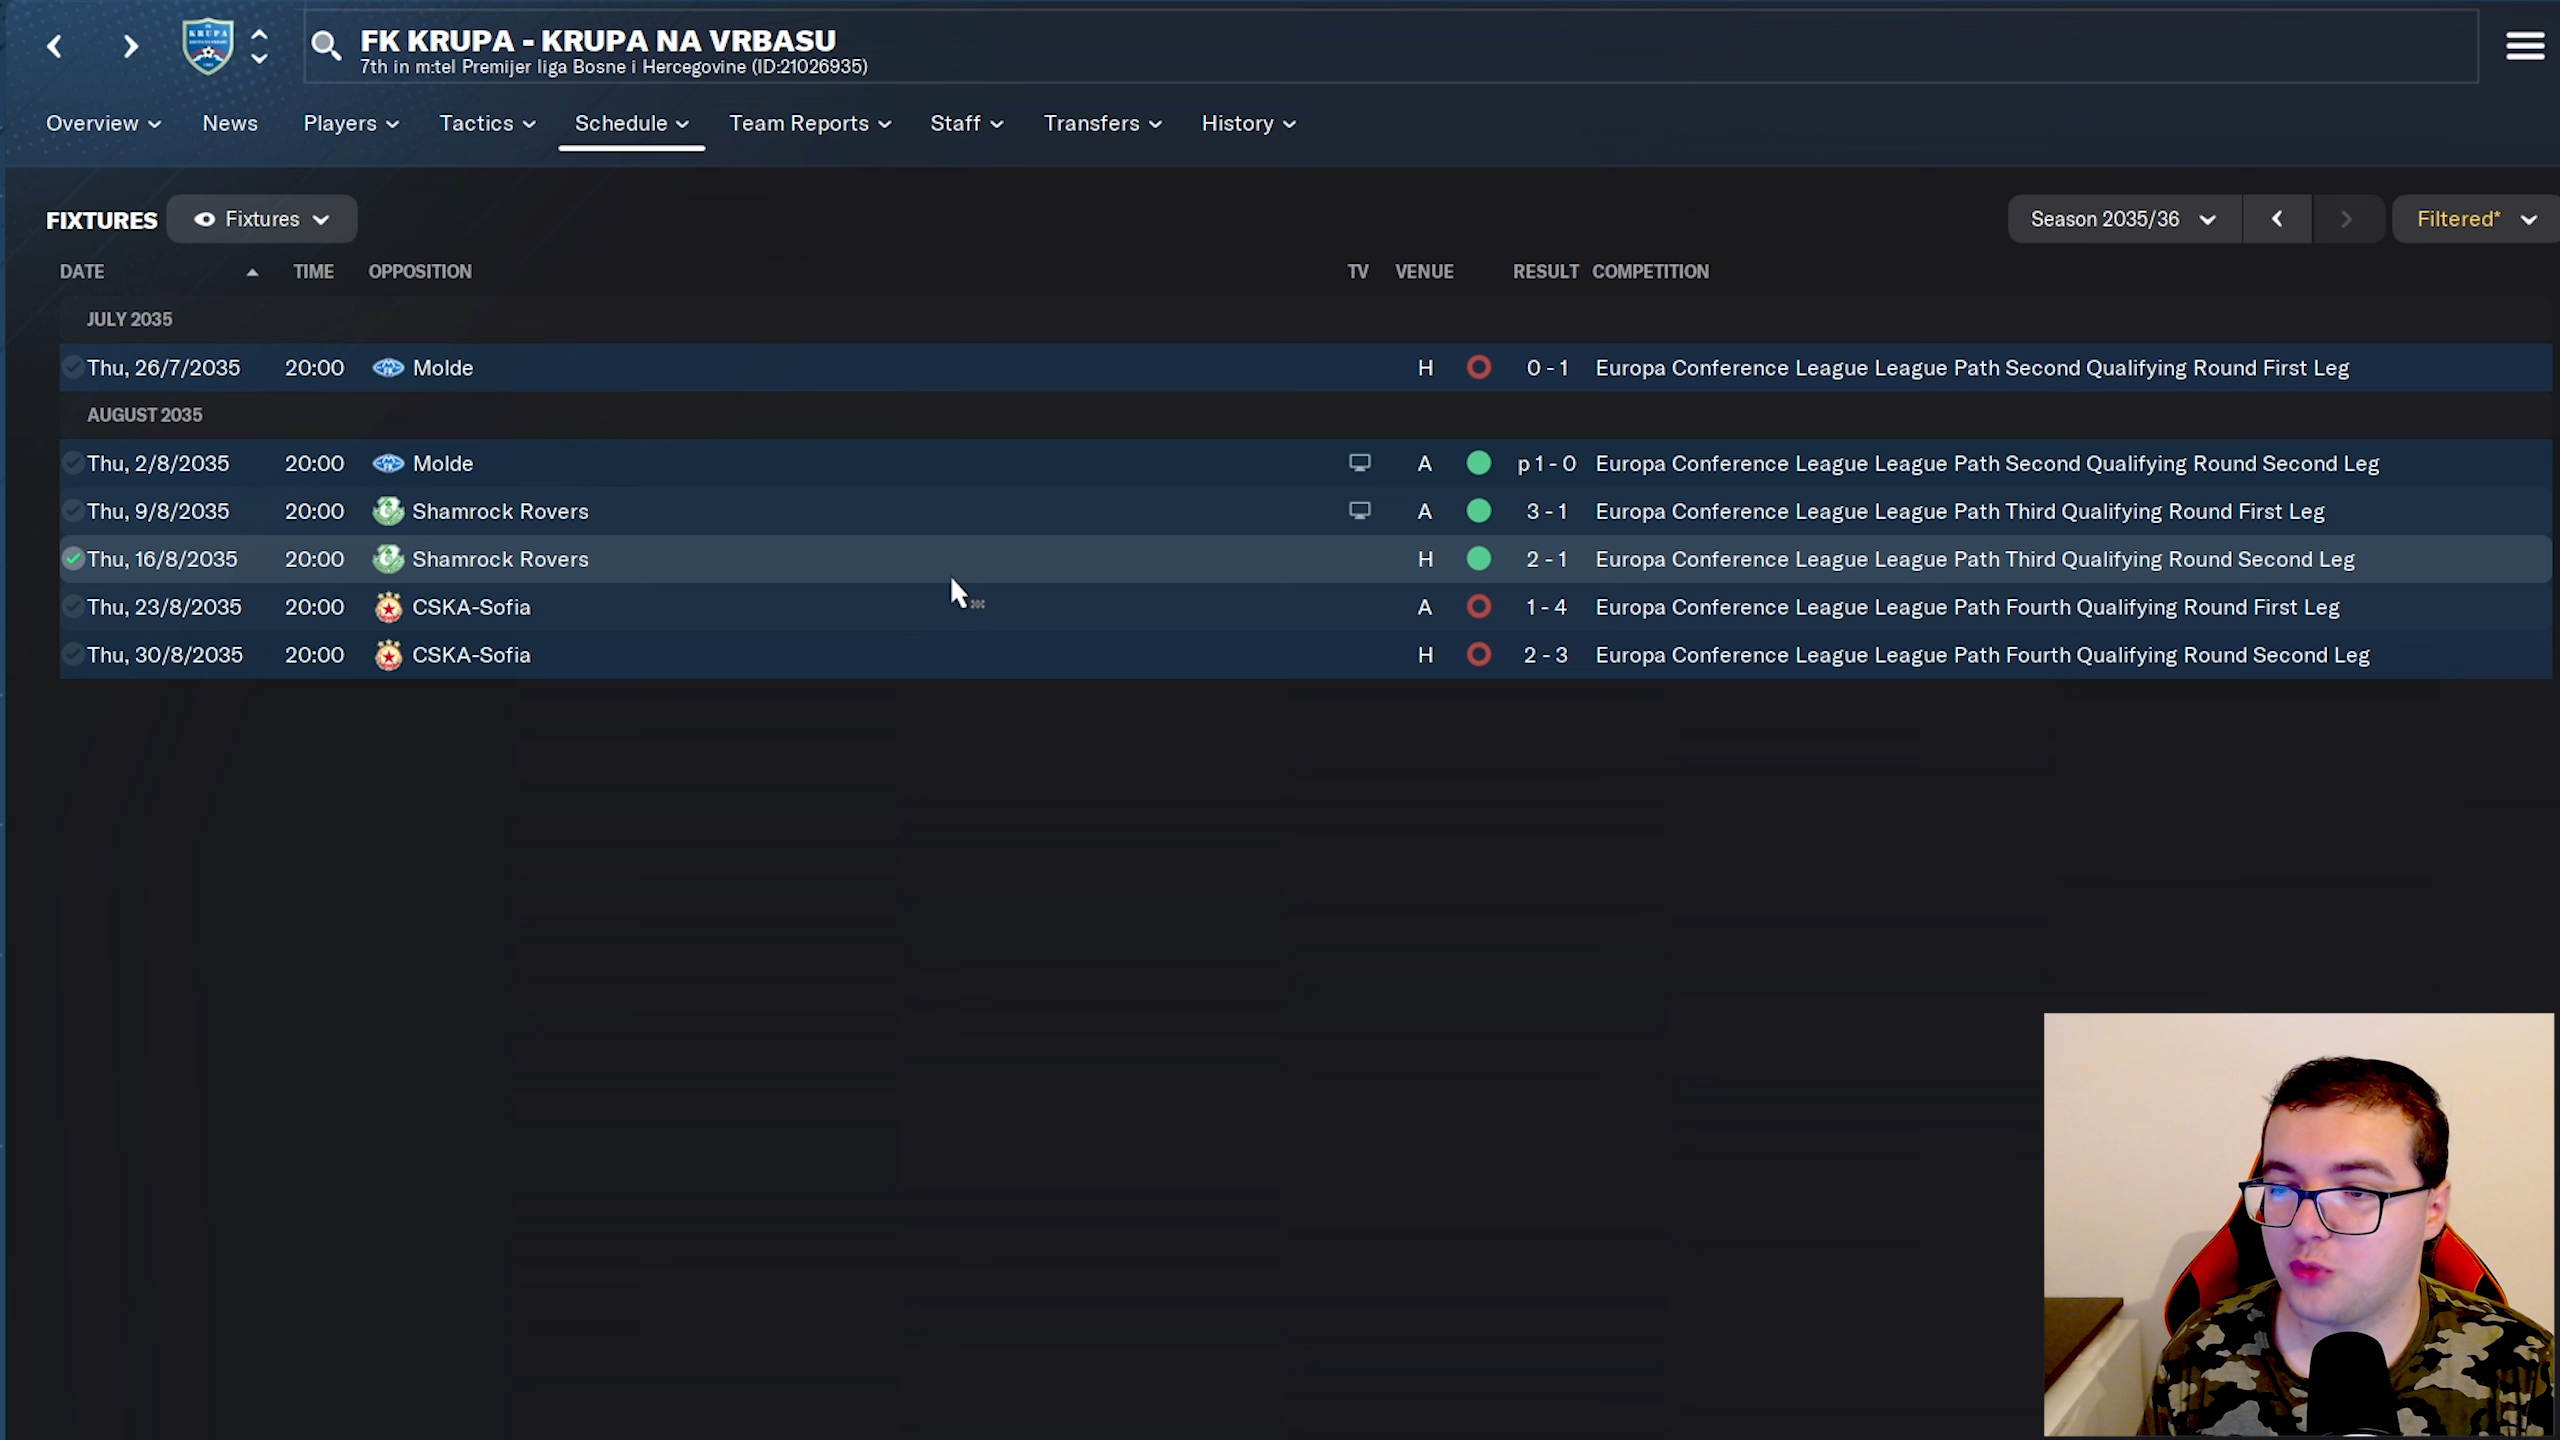 KRUPA
FK KRUPA - KRUPA NA VRBASU
7th in m:tel Premijer liga Bosne i Hercegovine (ID:21026935)
Overview News Players Tactics Schedule Team Reports Staff Transfers History
FIXTURES Fixtures Season 2035/36 Filtered*
DATE TIME OPPOSITION TV VENUE RESULT COMPETITION
JULY 2035
Thu, 26/7/2035 20:00 Molde H 0 - 1 Europa Conference League League Path Second Qualifying Round First Leg
AUGUST 2035
Thu, 2/8/2035 20:00 Molde A p 1 - 0 Europa Conference League League Path Second Qualifying Round Second Leg
Thu, 9/8/2035 20:00 Shamrock Rovers A 3 - 1 Europa Conference League League Path Third Qualifying Round First Leg
Thu, 16/8/2035 20:00 Shamrock Rovers H 2 - 1 Europa Conference League League Path Third Qualifying Round Second Leg
Thu, 23/8/2035 20:00 CSKA-Sofia A 1 - 4 Europa Conference League League Path Fourth Qualifying Round First Leg
Thu, 30/8/2035 20:00 CSKA-Sofia H 2 - 3 Europa Conference League League Path Fourth Qualifying Round Second Leg